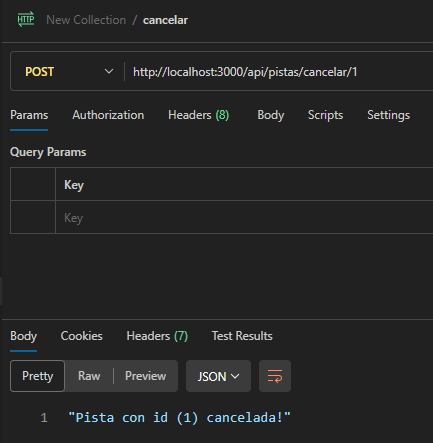 HTTP New Collection / cancelar
POST http://localhost:3000/api/pistas/cancelar/1
Params Authorization Headers (8) Body Scripts Settings
Query Params
Key
Key
Body Cookies Headers (7) Test Results
Pretty Raw Preview JSON
1 "Pista con id (1) cancelada!"